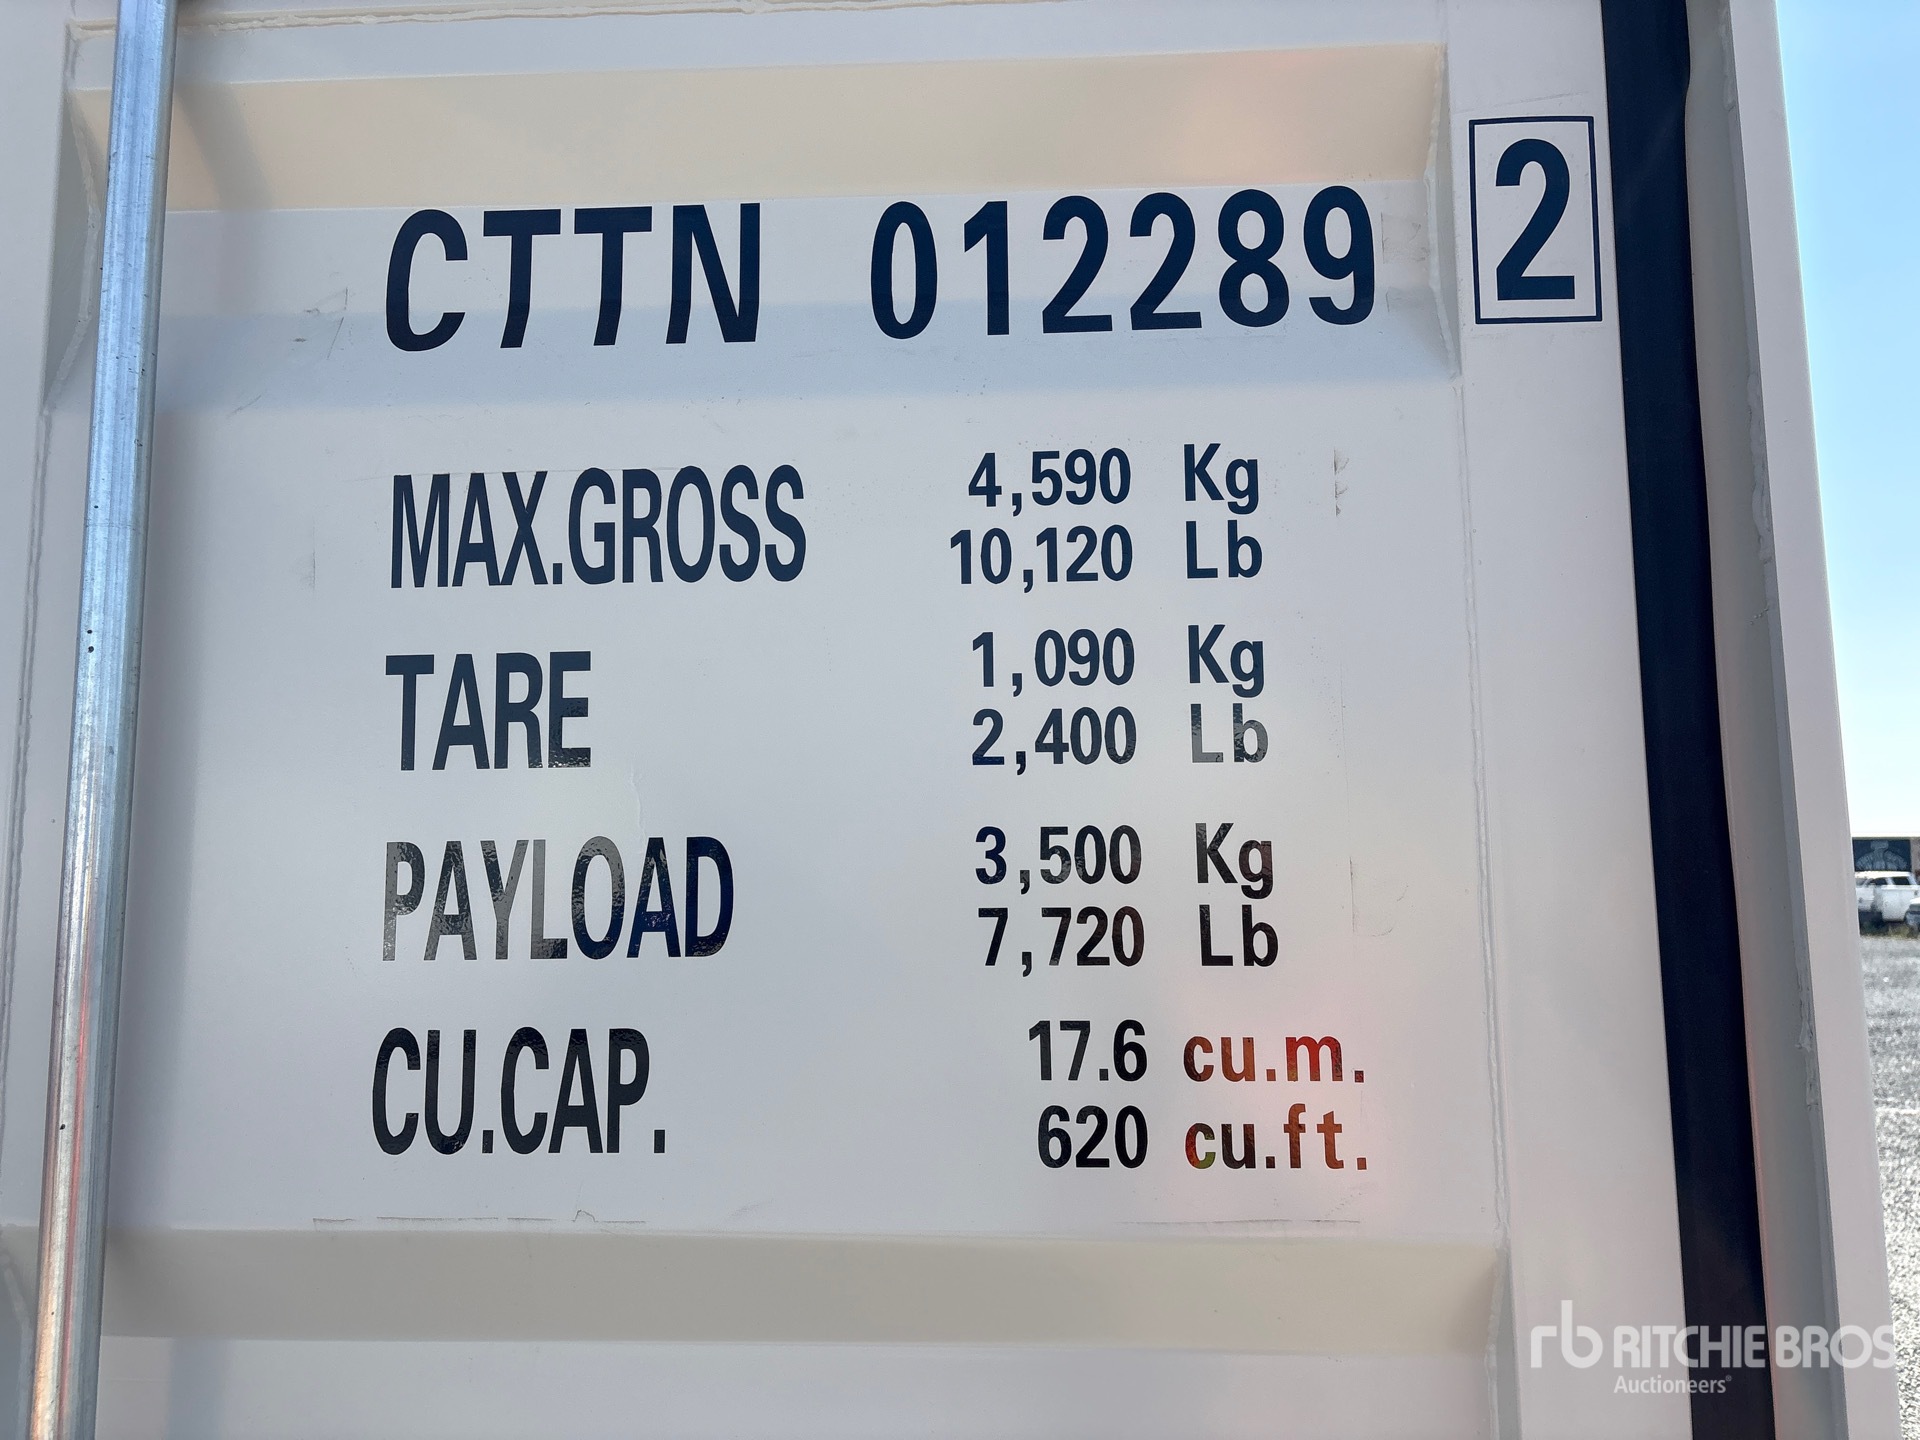 CTTN 012289 2
MAX.GROSS 4,590 Kg
10,120 Lb
TARE 1,090 Kg
2,400 Lb
PAYLOAD 3,500 Kg
7,720 Lb
CU.CAP. 17.6 cu.m.
620 cu.ft.
rb RITCHIE BROS
Auctioneers®